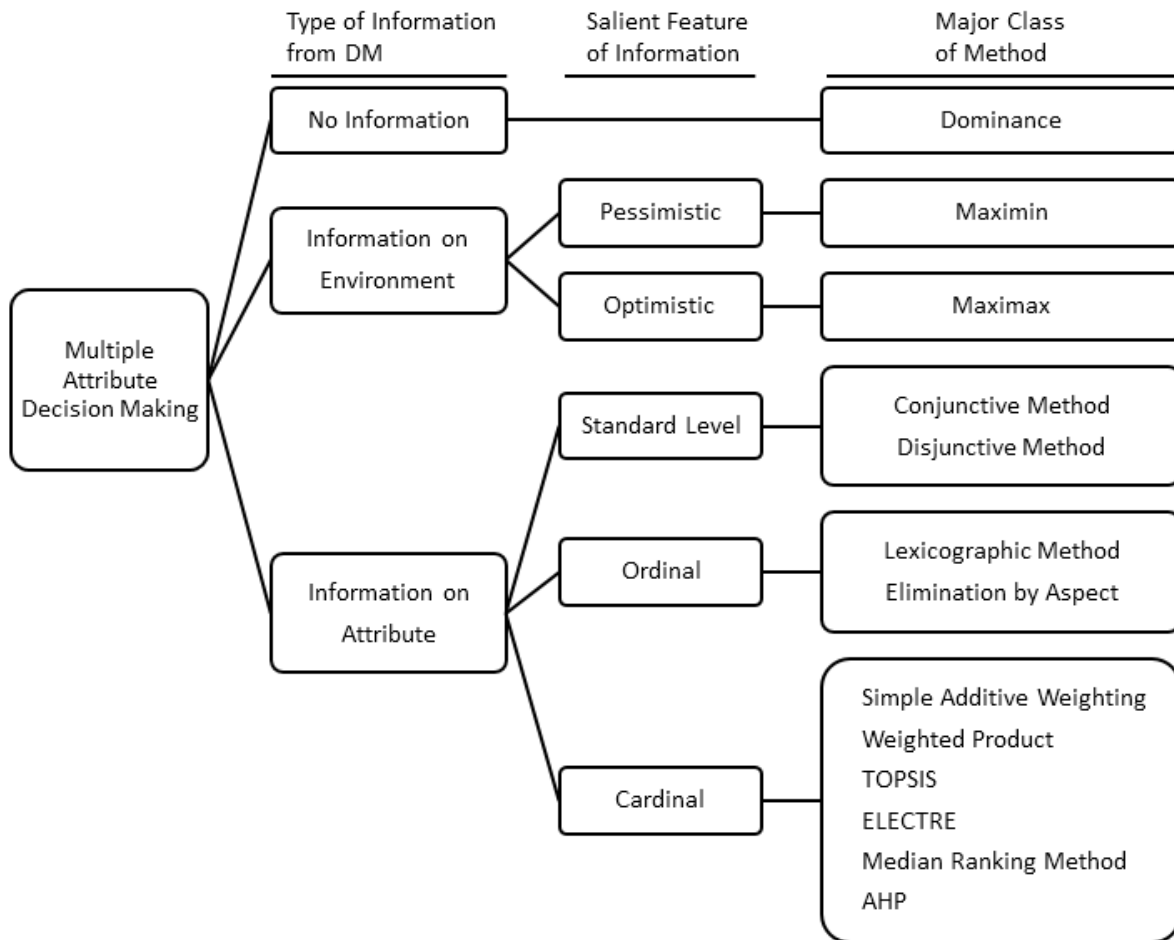 Type of Information
from DM
Salient Feature
of Information
Major Class
of Method
No Information
Dominance
Information on
Environment
Pessimistic
Maximin
Optimistic
Maximax
Multiple
Attribute
Decision Making
Standard Level
Conjunctive Method
Disjunctive Method
Information on
Attribute
Ordinal
Lexicographic Method
Elimination by Aspect
Cardinal
Simple Additive Weighting
Weighted Product
TOPSIS
ELECTRE
Median Ranking Method
AHP